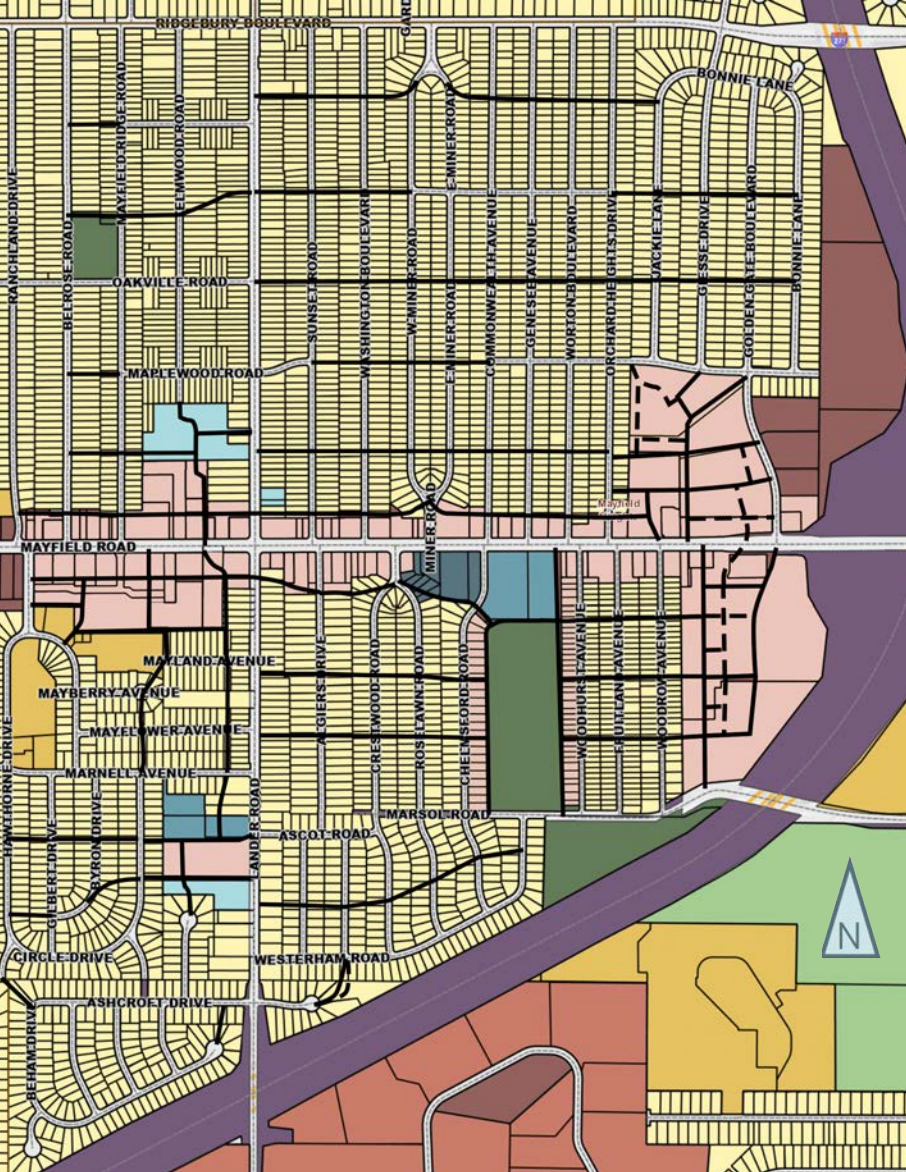 RIDGEBURY BOULEVARD
GARD
271
BONNIE LANE
MAYFIELD RIDGE ROAD
ELMWOOD ROAD
E MINER ROAD
RANCHLAND DRIVE
BELROSE ROAD
OAKVILLE ROAD
SUNSET ROAD
WASHINGTON BOULEVARD
W MINER ROAD
E MINER ROAD
COMMONWEALTH AVENUE
GENESEE AVENUE
WORTON BOULEVARD
ORCHARD HEIGHTS DRIVE
JACKIE LANE
GIESSE DRIVE
GOLDEN GATE BOULEVARD
BONNIE LANE
MAPLEWOOD ROAD
MINER ROAD
Mayfield
MAYFIELD ROAD
MAYLAND AVENUE
MAYBERRY AVENUE
MAYFLOWER AVENUE
MARNELL AVENUE
HAWTHORNE DRIVE
GILBERT DRIVE
BYRON DRIVE
LANDER ROAD
ALGIERS DRIVE
CRESTWOOD ROAD
ROSELAWN ROAD
CHELMSFORD ROAD
WOODHURST AVENUE
FRUITLAND AVENUE
WOODROW AVENUE
MARSOL ROAD
ASCOT ROAD
CIRCLE DRIVE
WESTERHAM ROAD
ASHCROFT DRIVE
BEHAM DRIVE
N